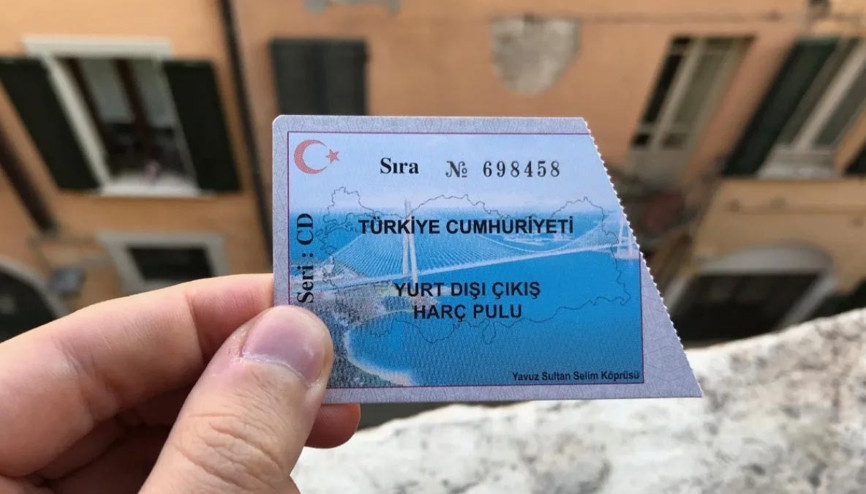 Sıra № 698458
Seri : CD
TÜRKİYE CUMHURİYETİ
YURT DIŞI ÇIKIŞ
HARÇ PULU
Yavuz Sultan Selim Köprüsü